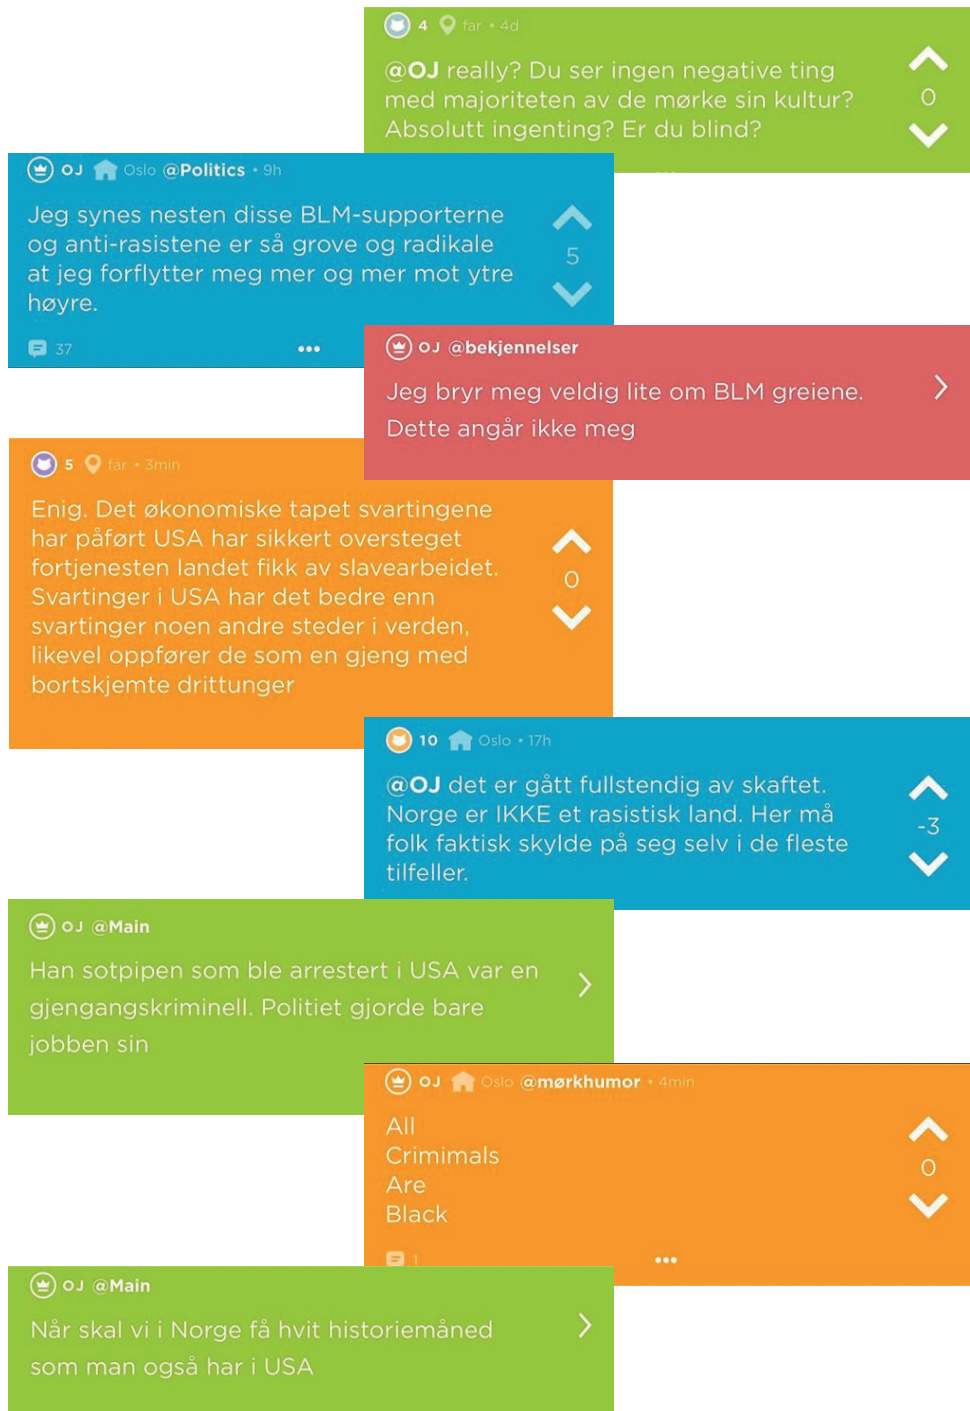 4 far • 4d
@OJ really? Du ser ingen negative ting
med majoriteten av de mørke sin kultur?
Absolutt ingenting? Er du blind?
0
OJ Oslo @Politics • 9h
Jeg synes nesten disse BLM-supporterne
og anti-rasistene er så grove og radikale
at jeg forflytter meg mer og mer mot ytre
høyre.
5
37
OJ @bekjennelser
Jeg bryr meg veldig lite om BLM greiene.
Dette angår ikke meg
5 far • 3min
Enig. Det økonomiske tapet svartingene
har påført USA har sikkert oversteget
fortjenesten landet fikk av slavearbeidet.
Svartinger i USA har det bedre enn
svartinger noen andre steder i verden,
likevel oppfører de som en gjeng med
bortskjemte drittunger
0
10 Oslo • 17h
@OJ det er gått fullstendig av skaftet.
Norge er IKKE et rasistisk land. Her må
folk faktisk skylde på seg selv i de fleste
tilfeller.
-3
OJ @Main
Han sotpipen som ble arrestert i USA var en
gjengangskriminell. Politiet gjorde bare
jobben sin
OJ Oslo @mørkhumor • 4min
All
Crimimals
Are
Black
0
1
OJ @Main
Når skal vi i Norge få hvit historiemåned
som man også har i USA